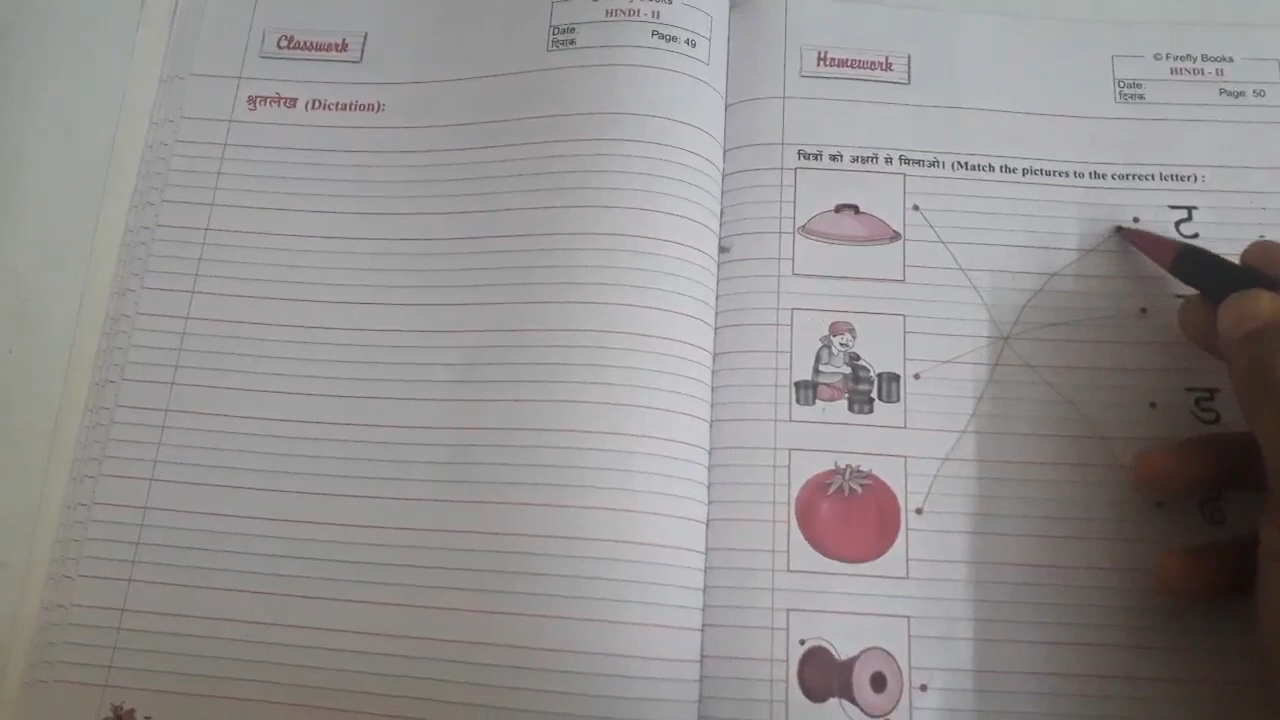 Classwork
HINDI - II
Date:
दिनांक
Page: 49
श्रुतलेख (Dictation):
Homework
© Firefly Books
HINDI - II
Date:
दिनांक
Page: 50
चित्रों को अक्षरों से मिलाओ। (Match the pictures to the correct letter) :
ट
ड